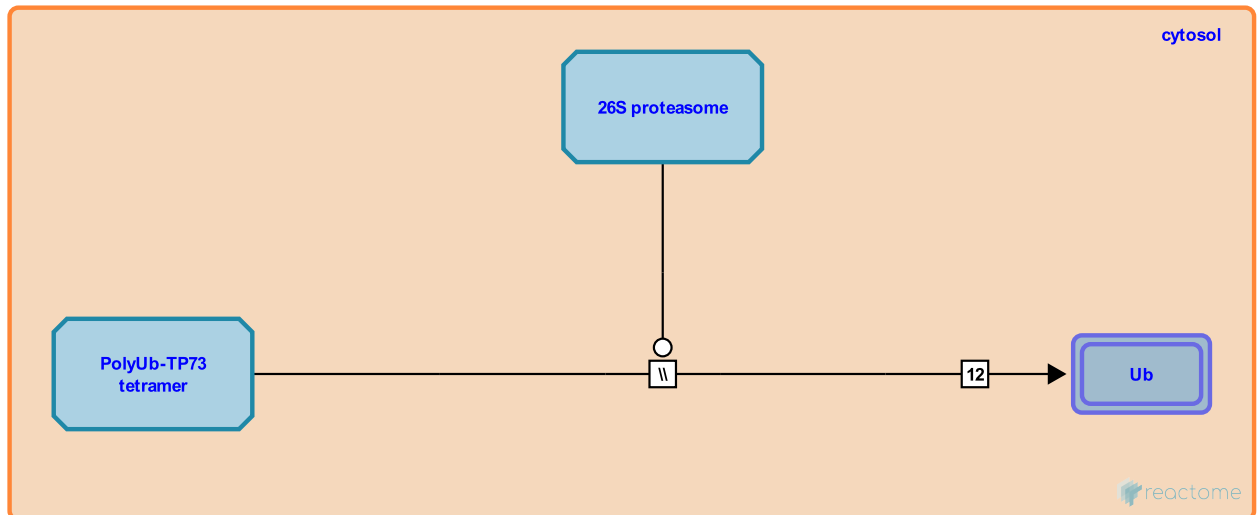 cytosol
26S proteasome
PolyUb-TP73
tetramer
\\
12
Ub
reactome